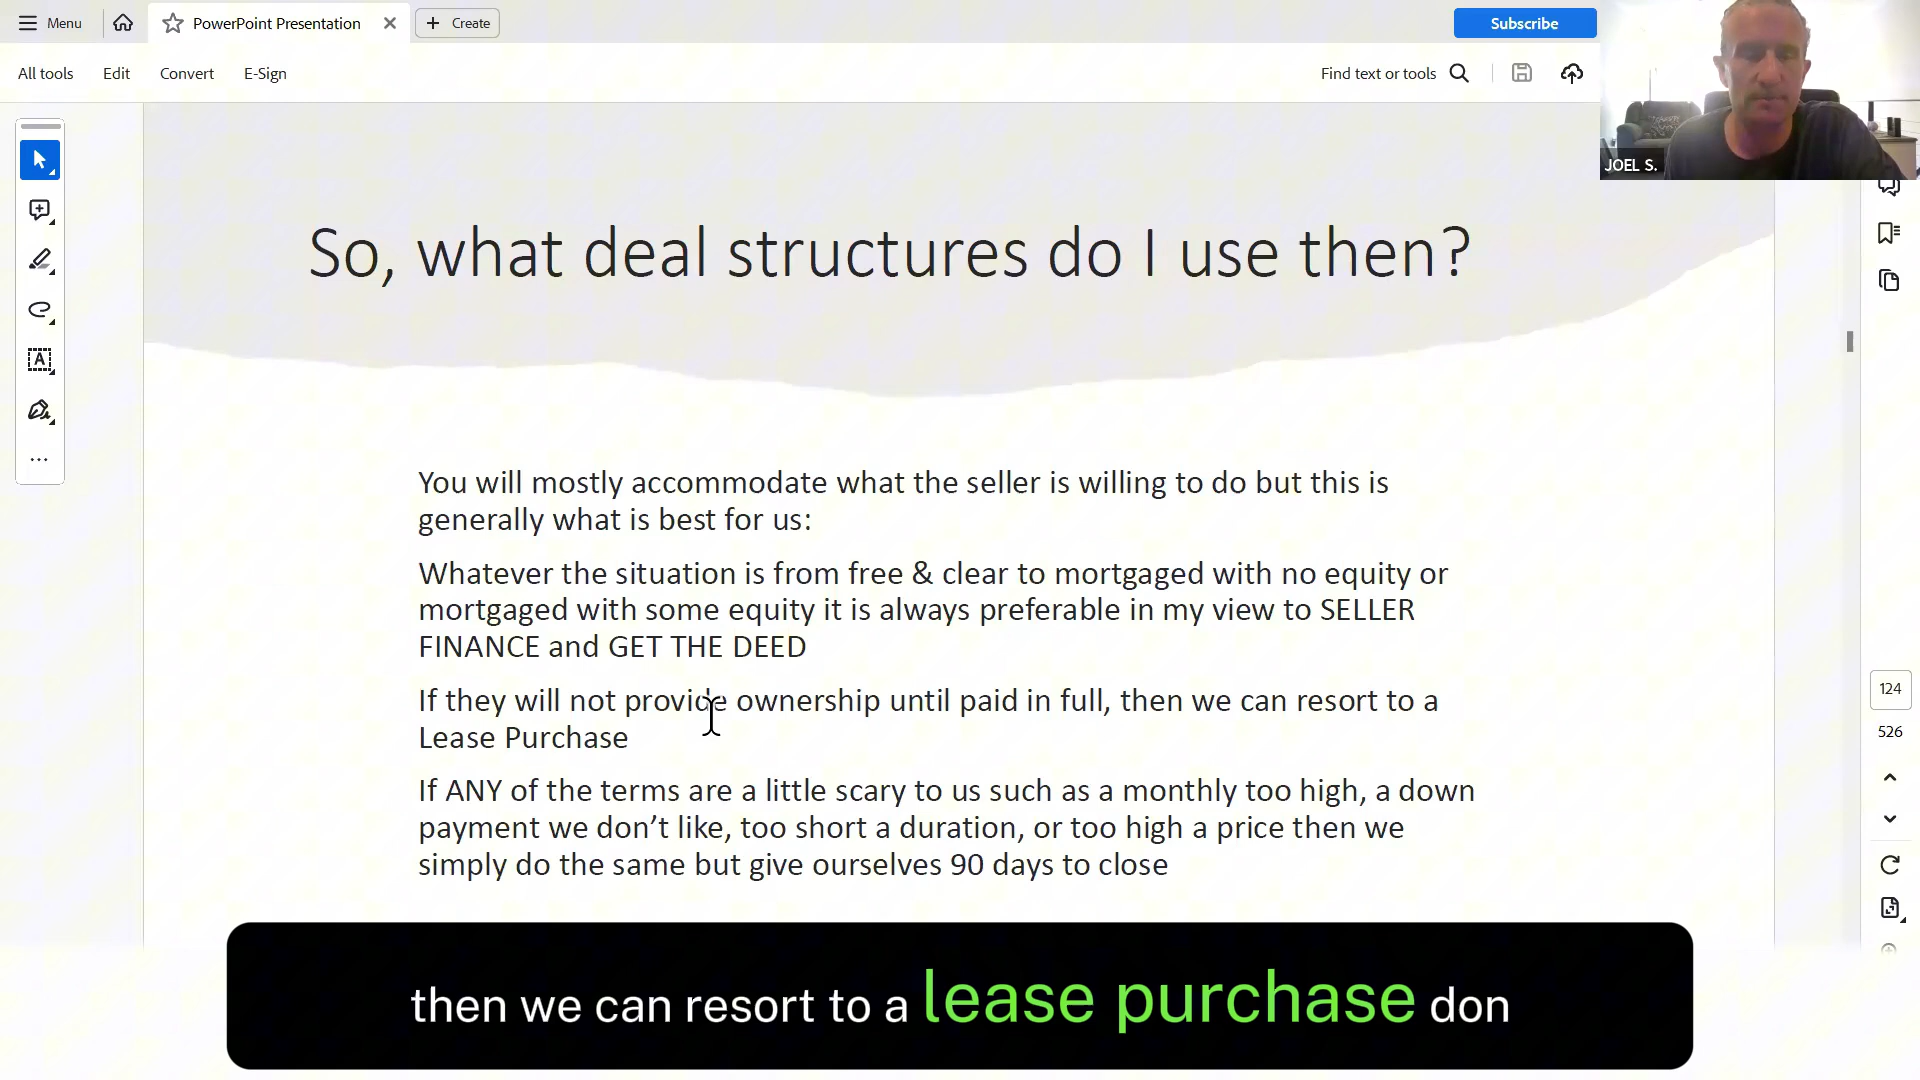 Menu
PowerPoint Presentation
Create
Subscribe
All tools
Edit
Convert
E-Sign
Find text or tools
JOEL S.
So, what deal structures do I use then?
You will mostly accommodate what the seller is willing to do but this is
generally what is best for us:
Whatever the situation is from free & clear to mortgaged with no equity or
mortgaged with some equity it is always preferable in my view to SELLER
FINANCE and GET THE DEED
If they will not provide ownership until paid in full, then we can resort to a
Lease Purchase
If ANY of the terms are a little scary to us such as a monthly too high, a down
payment we don’t like, too short a duration, or too high a price then we
simply do the same but give ourselves 90 days to close
124
526
then we can resort to a lease purchase don